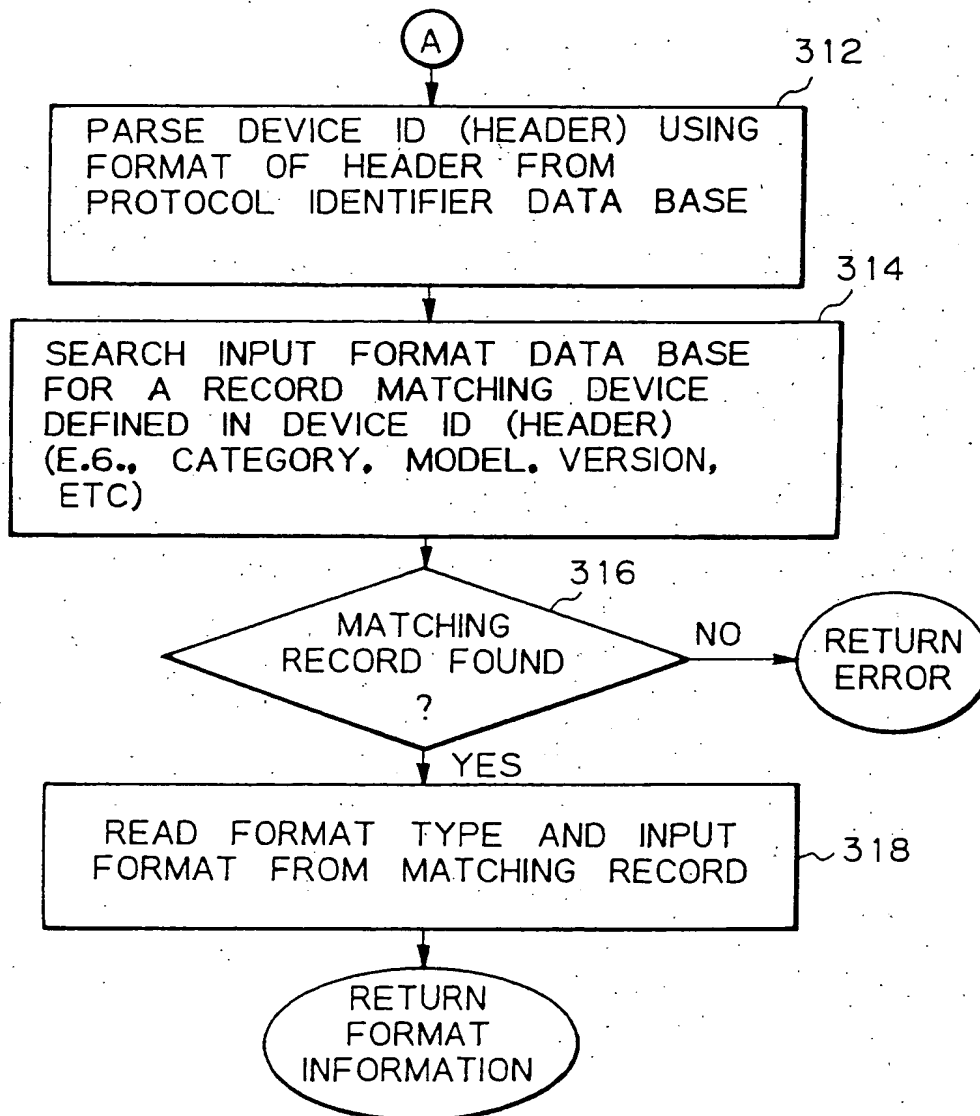 A
312
PARSE DEVICE ID (HEADER) USING
FORMAT OF HEADER FROM
PROTOCOL IDENTIFIER DATA BASE
314
SEARCH INPUT FORMAT DATA BASE
FOR A RECORD MATCHING DEVICE
DEFINED IN DEVICE ID (HEADER)
(E.6., CATEGORY, MODEL, VERSION,
ETC)
316
MATCHING
RECORD FOUND
?
NO
RETURN
ERROR
YES
READ FORMAT TYPE AND INPUT
FORMAT FROM MATCHING RECORD
318
RETURN
FORMAT
INFORMATION